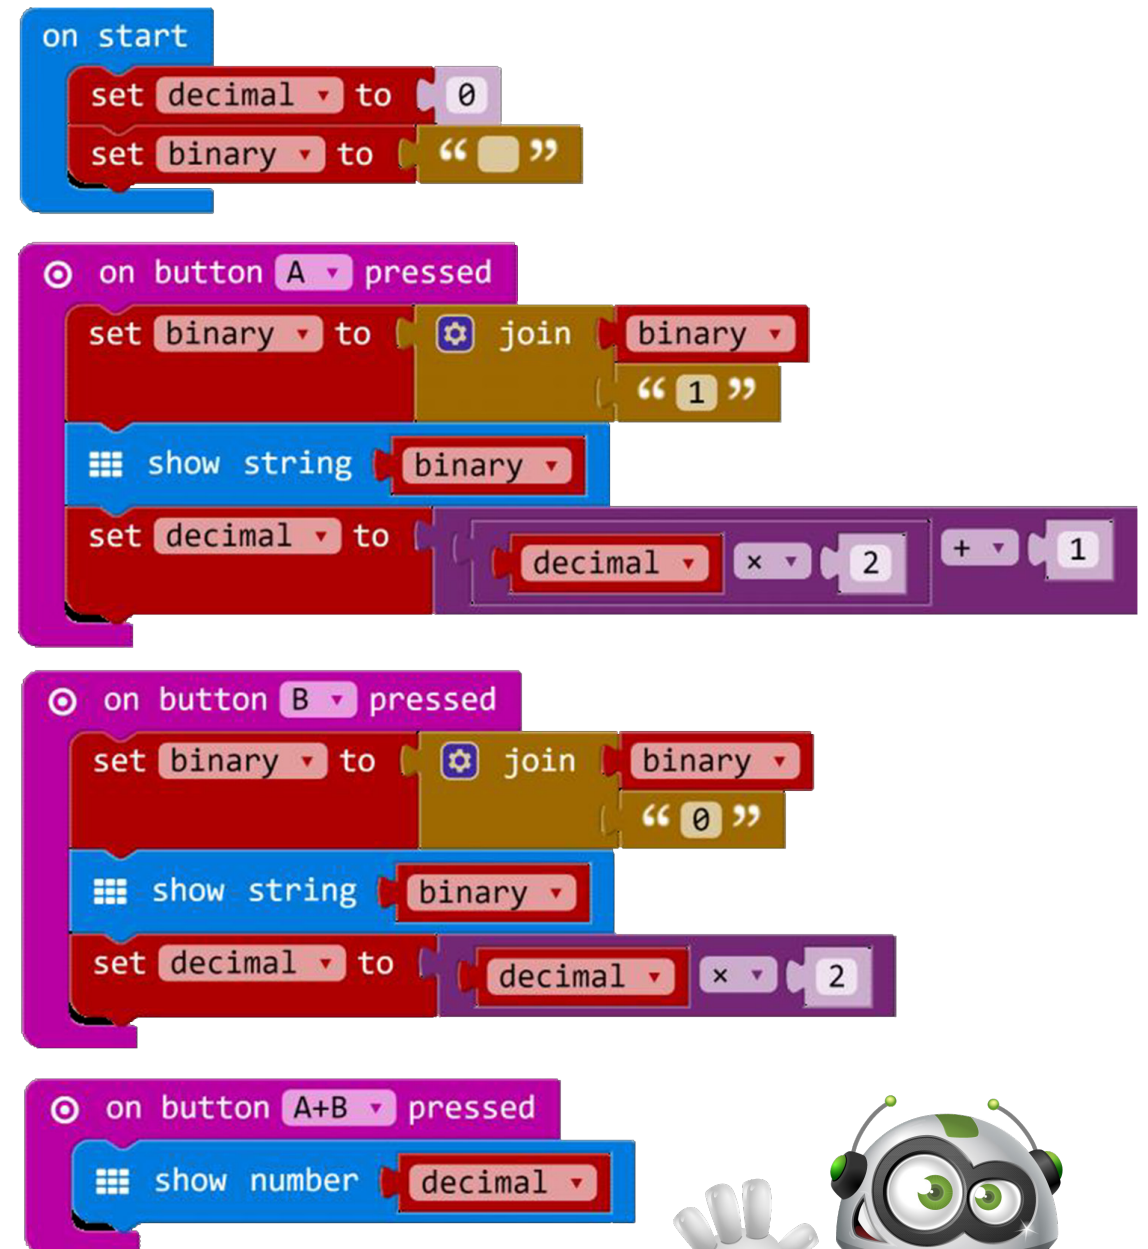 on start
set decimal to 0
set binary to “ ”
on button A pressed
set binary to join binary
“ 1 ”
show string binary
set decimal to decimal × 2 + 1
on button B pressed
set binary to join binary
“ 0 ”
show string binary
set decimal to decimal × 2
on button A+B pressed
show number decimal